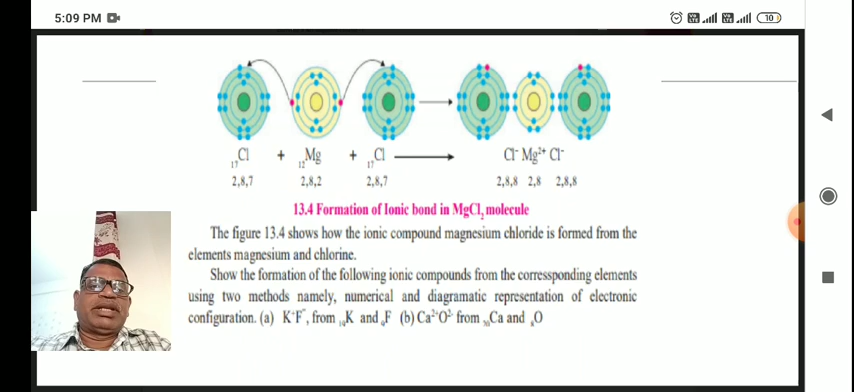 5:09 PM
10
17Cl + 12Mg + 17Cl Cl⁻ Mg²⁺ Cl⁻
2,8,7 2,8,2 2,8,7 2,8,8 2,8 2,8,8
13.4 Formation of Ionic bond in MgCl₂ molecule
The figure 13.4 shows how the ionic compound magnesium chloride is formed from the
elements magnesium and chlorine.
Show the formation of the following ionic compounds from the corressponding elements
using two methods namely, numerical and diagramatic representation of electronic
configuration. (a) K⁺F⁻, from ₁₉K and ₉F (b) Ca²⁺O²⁻ from ₂₀Ca and ₈O